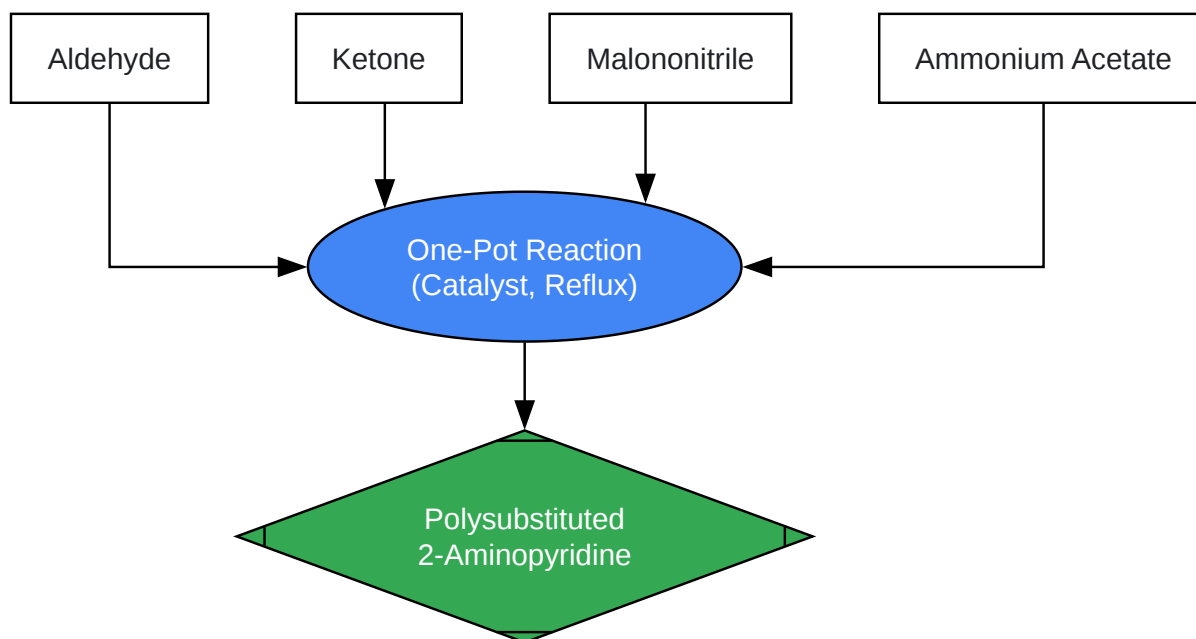 Aldehyde
Ketone
Malononitrile
Ammonium Acetate
One-Pot Reaction
(Catalyst, Reflux)
Polysubstituted
2-Aminopyridine